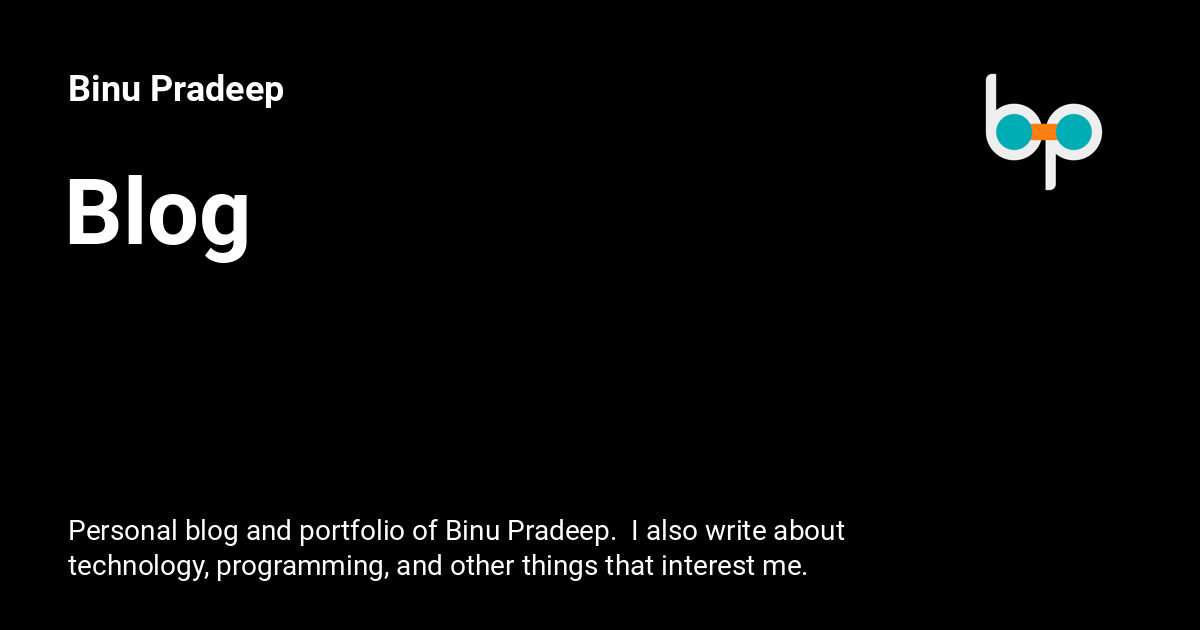 Binu Pradeep
bp
Blog
Personal blog and portfolio of Binu Pradeep.  I also write about
technology, programming, and other things that interest me.